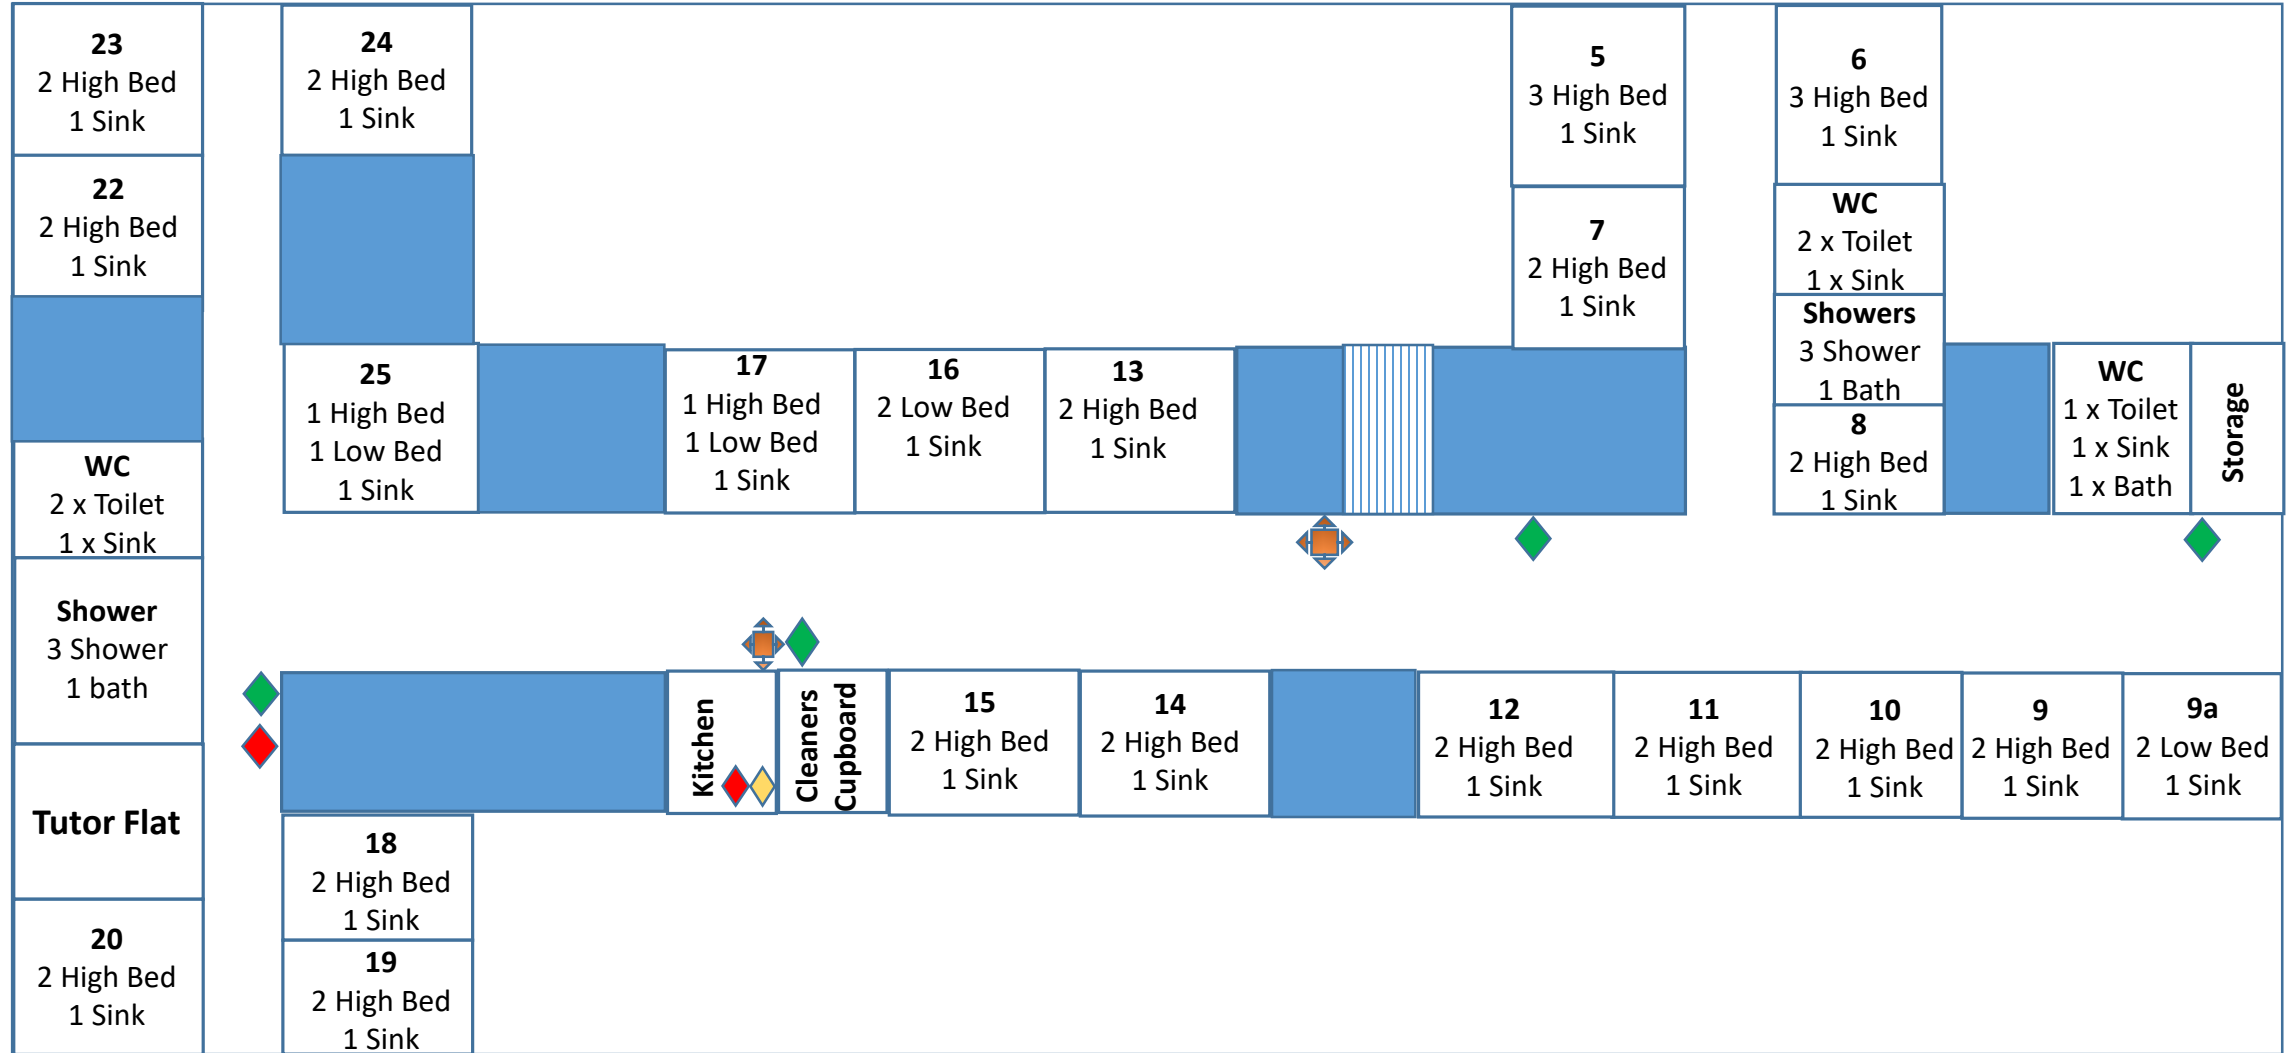 23
2 High Bed
1 Sink
24
2 High Bed
1 Sink
5
3 High Bed
1 Sink
6
3 High Bed
1 Sink
22
2 High Bed
1 Sink
7
2 High Bed
1 Sink
WC
2 x Toilet
1 x Sink
Showers
3 Shower
1 Bath
25
1 High Bed
1 Low Bed
1 Sink
17
1 High Bed
1 Low Bed
1 Sink
16
2 Low Bed
1 Sink
13
2 High Bed
1 Sink
8
2 High Bed
1 Sink
WC
1 x Toilet
1 x Sink
1 x Bath
Storage
WC
2 x Toilet
1 x Sink
Shower
3 Shower
1 bath
Tutor Flat
20
2 High Bed
1 Sink
Kitchen
Cleaners
Cupboard
15
2 High Bed
1 Sink
14
2 High Bed
1 Sink
12
2 High Bed
1 Sink
11
2 High Bed
1 Sink
10
2 High Bed
1 Sink
9
2 High Bed
1 Sink
9a
2 Low Bed
1 Sink
18
2 High Bed
1 Sink
19
2 High Bed
1 Sink